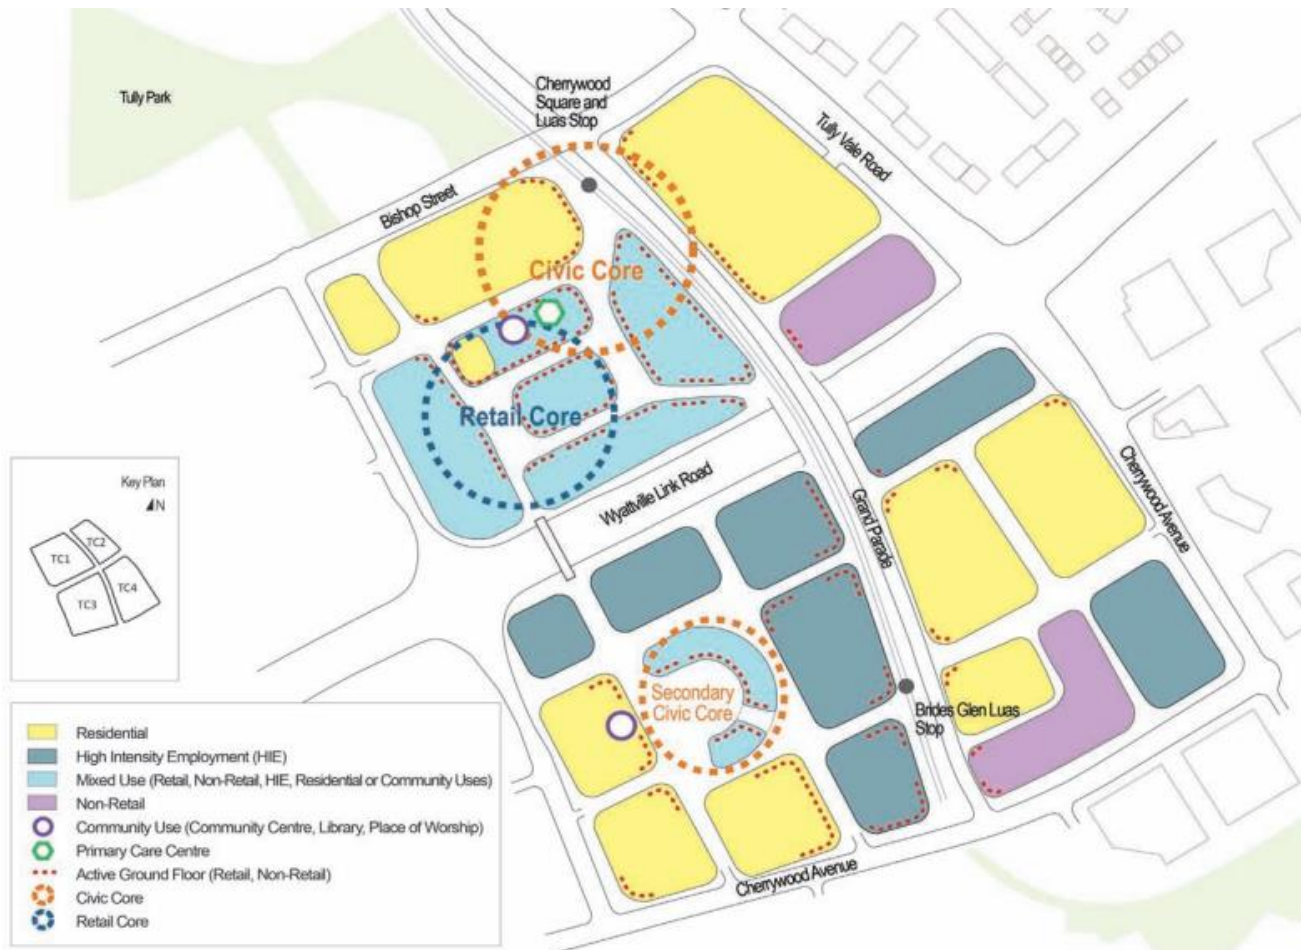 Tully Park
Cherrywood
Square and
Luas Stop
Tully Vale Road
Bishop Street
Civic Core
Retail Core
Wyattville Link Road
Grand Parade
Cherrywood Avenue
Key Plan
N
TC1
TC2
TC3
TC4
Secondary
Civic Core
Brides Glen Luas
Stop
Cherrywood Avenue
Residential
High Intensity Employment (HIE)
Mixed Use (Retail, Non-Retail, HIE, Residential or Community Uses)
Non-Retail
Community Use (Community Centre, Library, Place of Worship)
Primary Care Centre
Active Ground Floor (Retail, Non-Retail)
Civic Core
Retail Core